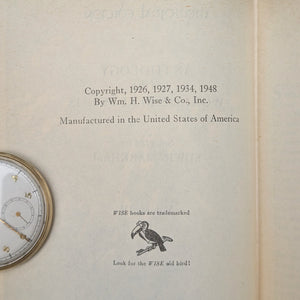 Copyright, 1926, 1927, 1934, 1948
By Wm. H. Wise & Co., Inc.
Manufactured in the United States of America
WISE books are trademarked
Look for the WISE old bird!